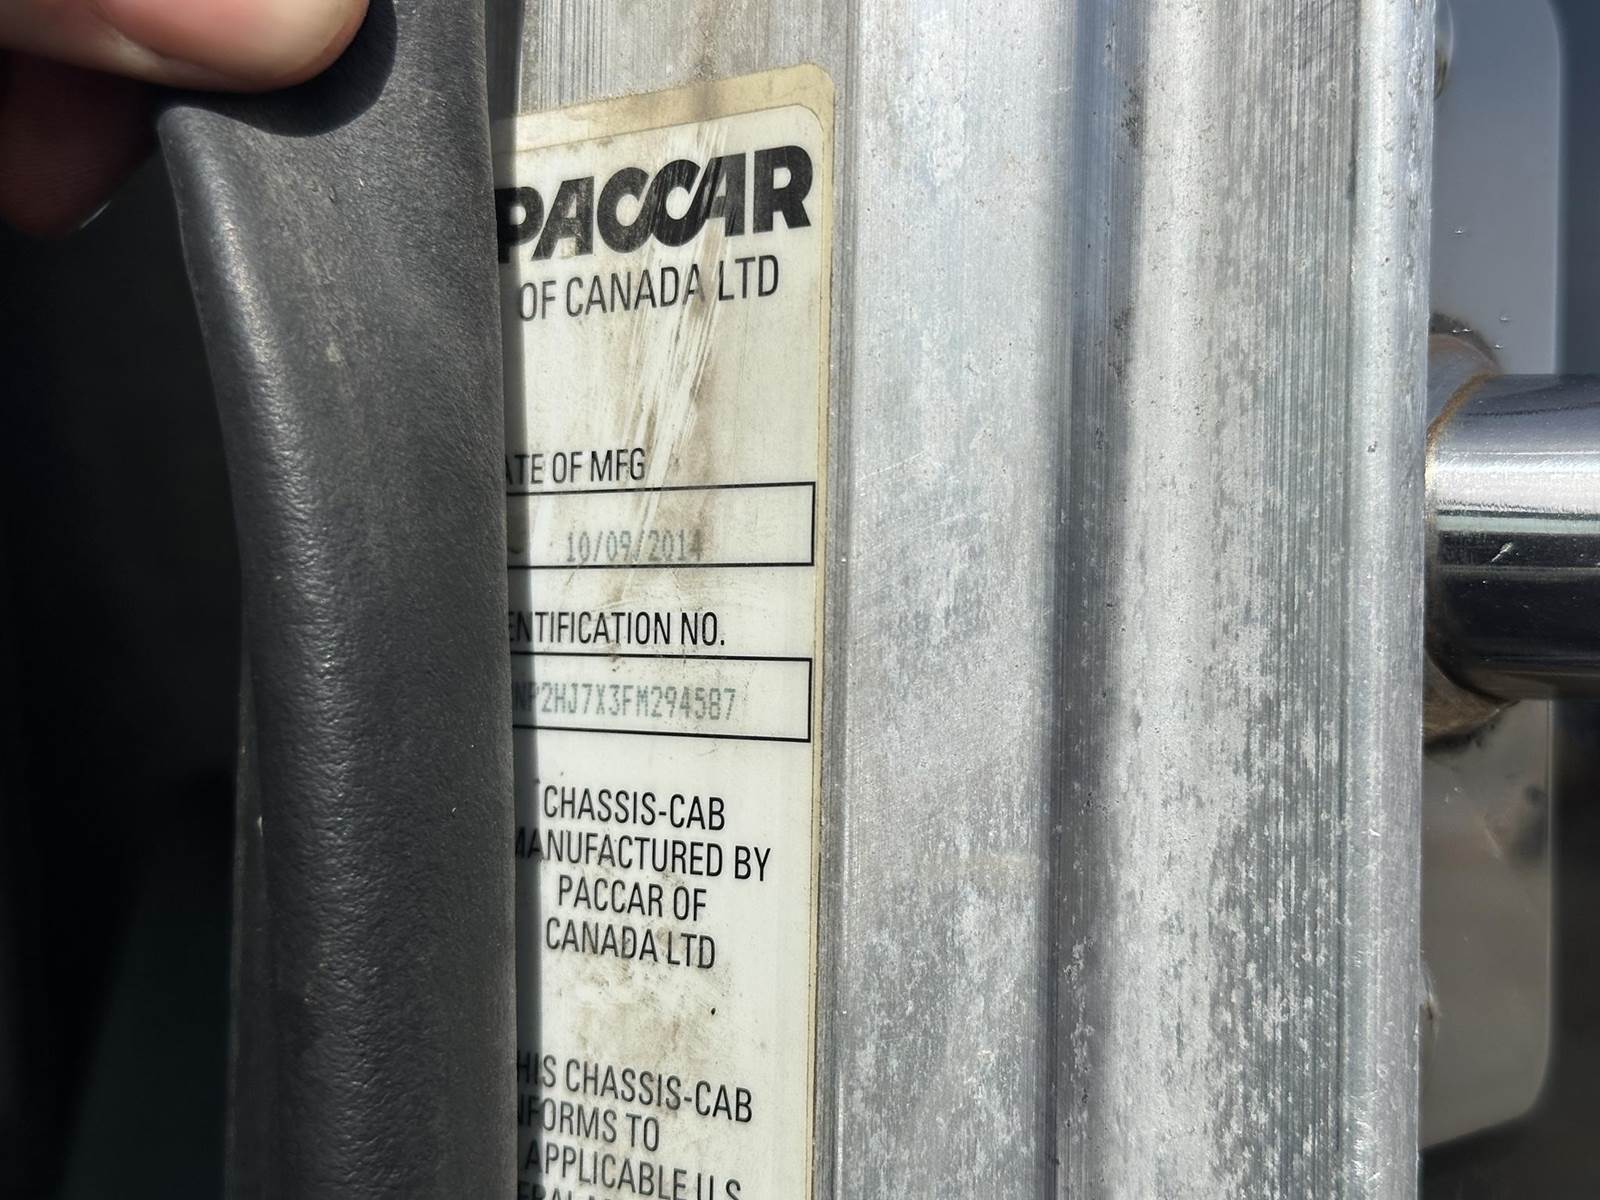 PACCAR
OF CANADA LTD
ATE OF MFG
10/09/2014
ENTIFICATION NO.
NP2HJ7X3FM294587
CHASSIS-CAB
MANUFACTURED BY
PACCAR OF
CANADA LTD
HIS CHASSIS-CAB
NFORMS TO
APPLICABLE U.S.